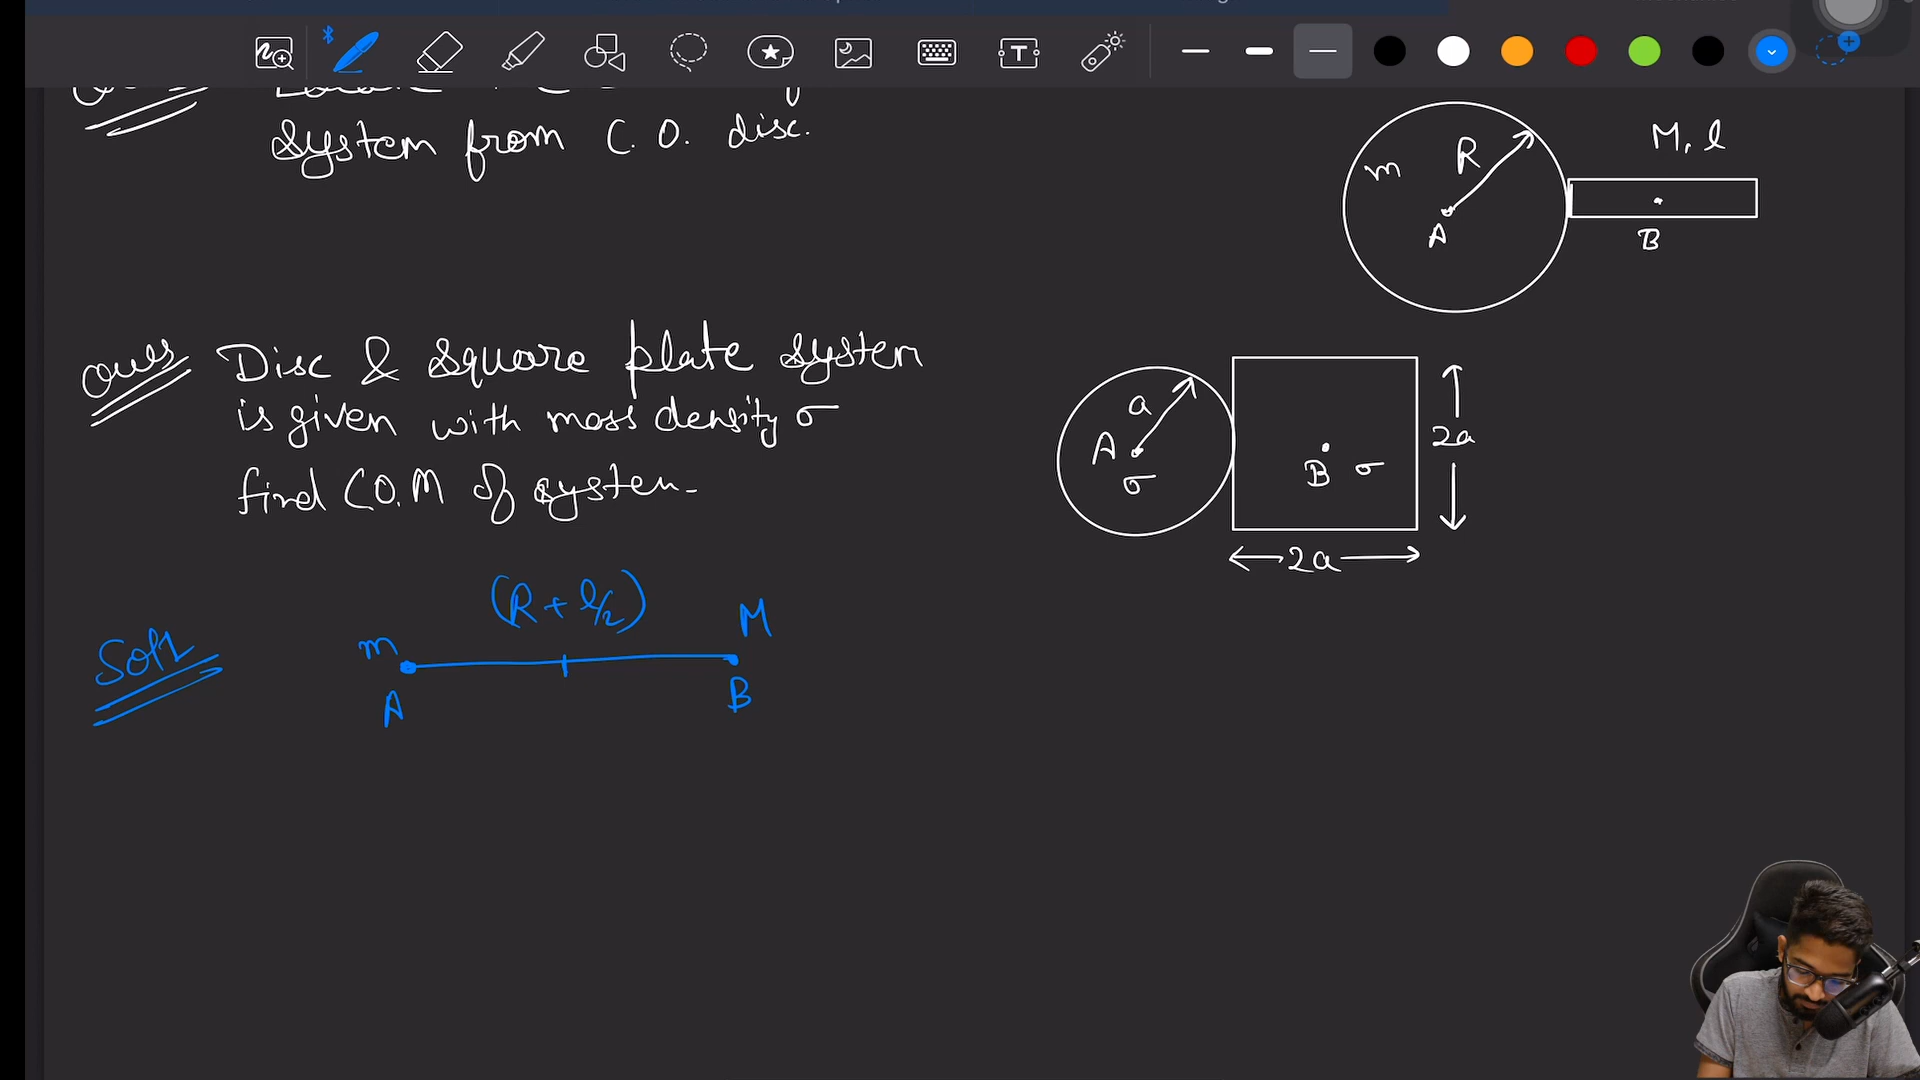 System from C.O. disc.
m
R
A
M, l
B
Ques
Disc & square plate system
is given with mass density σ
find C.O.M of system-
a
A
σ
B σ
2a
2a
Sol1
(R + l/2)
m
M
A
B